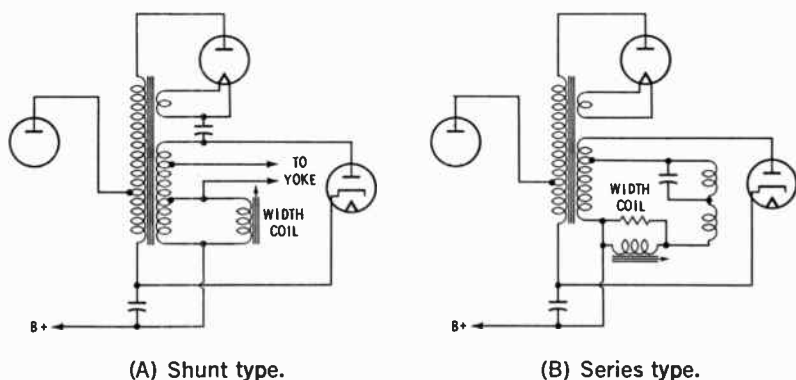 TO
YOKE
WIDTH
COIL
B+
(A) Shunt type.
WIDTH
COIL
B+
(B) Series type.